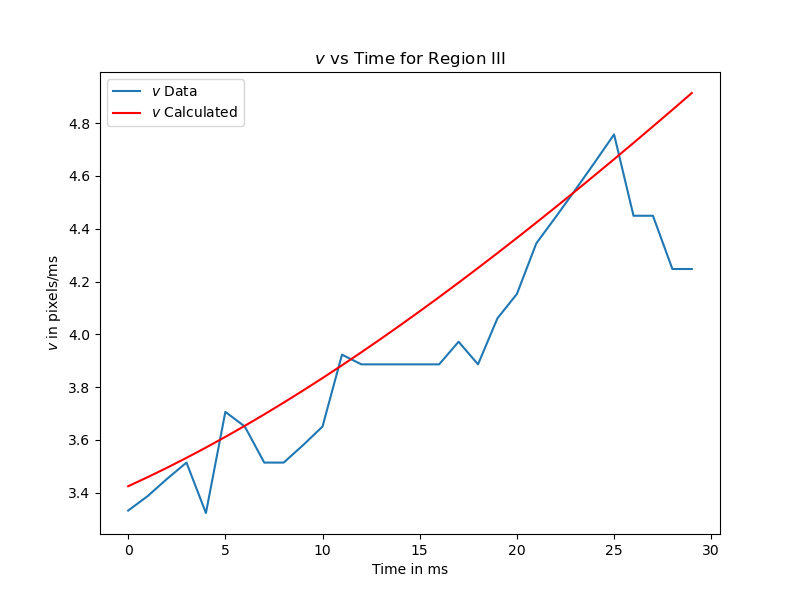 v vs Time for Region III
v Data
v Calculated
4.8
4.6
4.4
4.2
4.0
3.8
3.6
3.4
v in pixels/ms
0 5 10 15 20 25 30
Time in ms